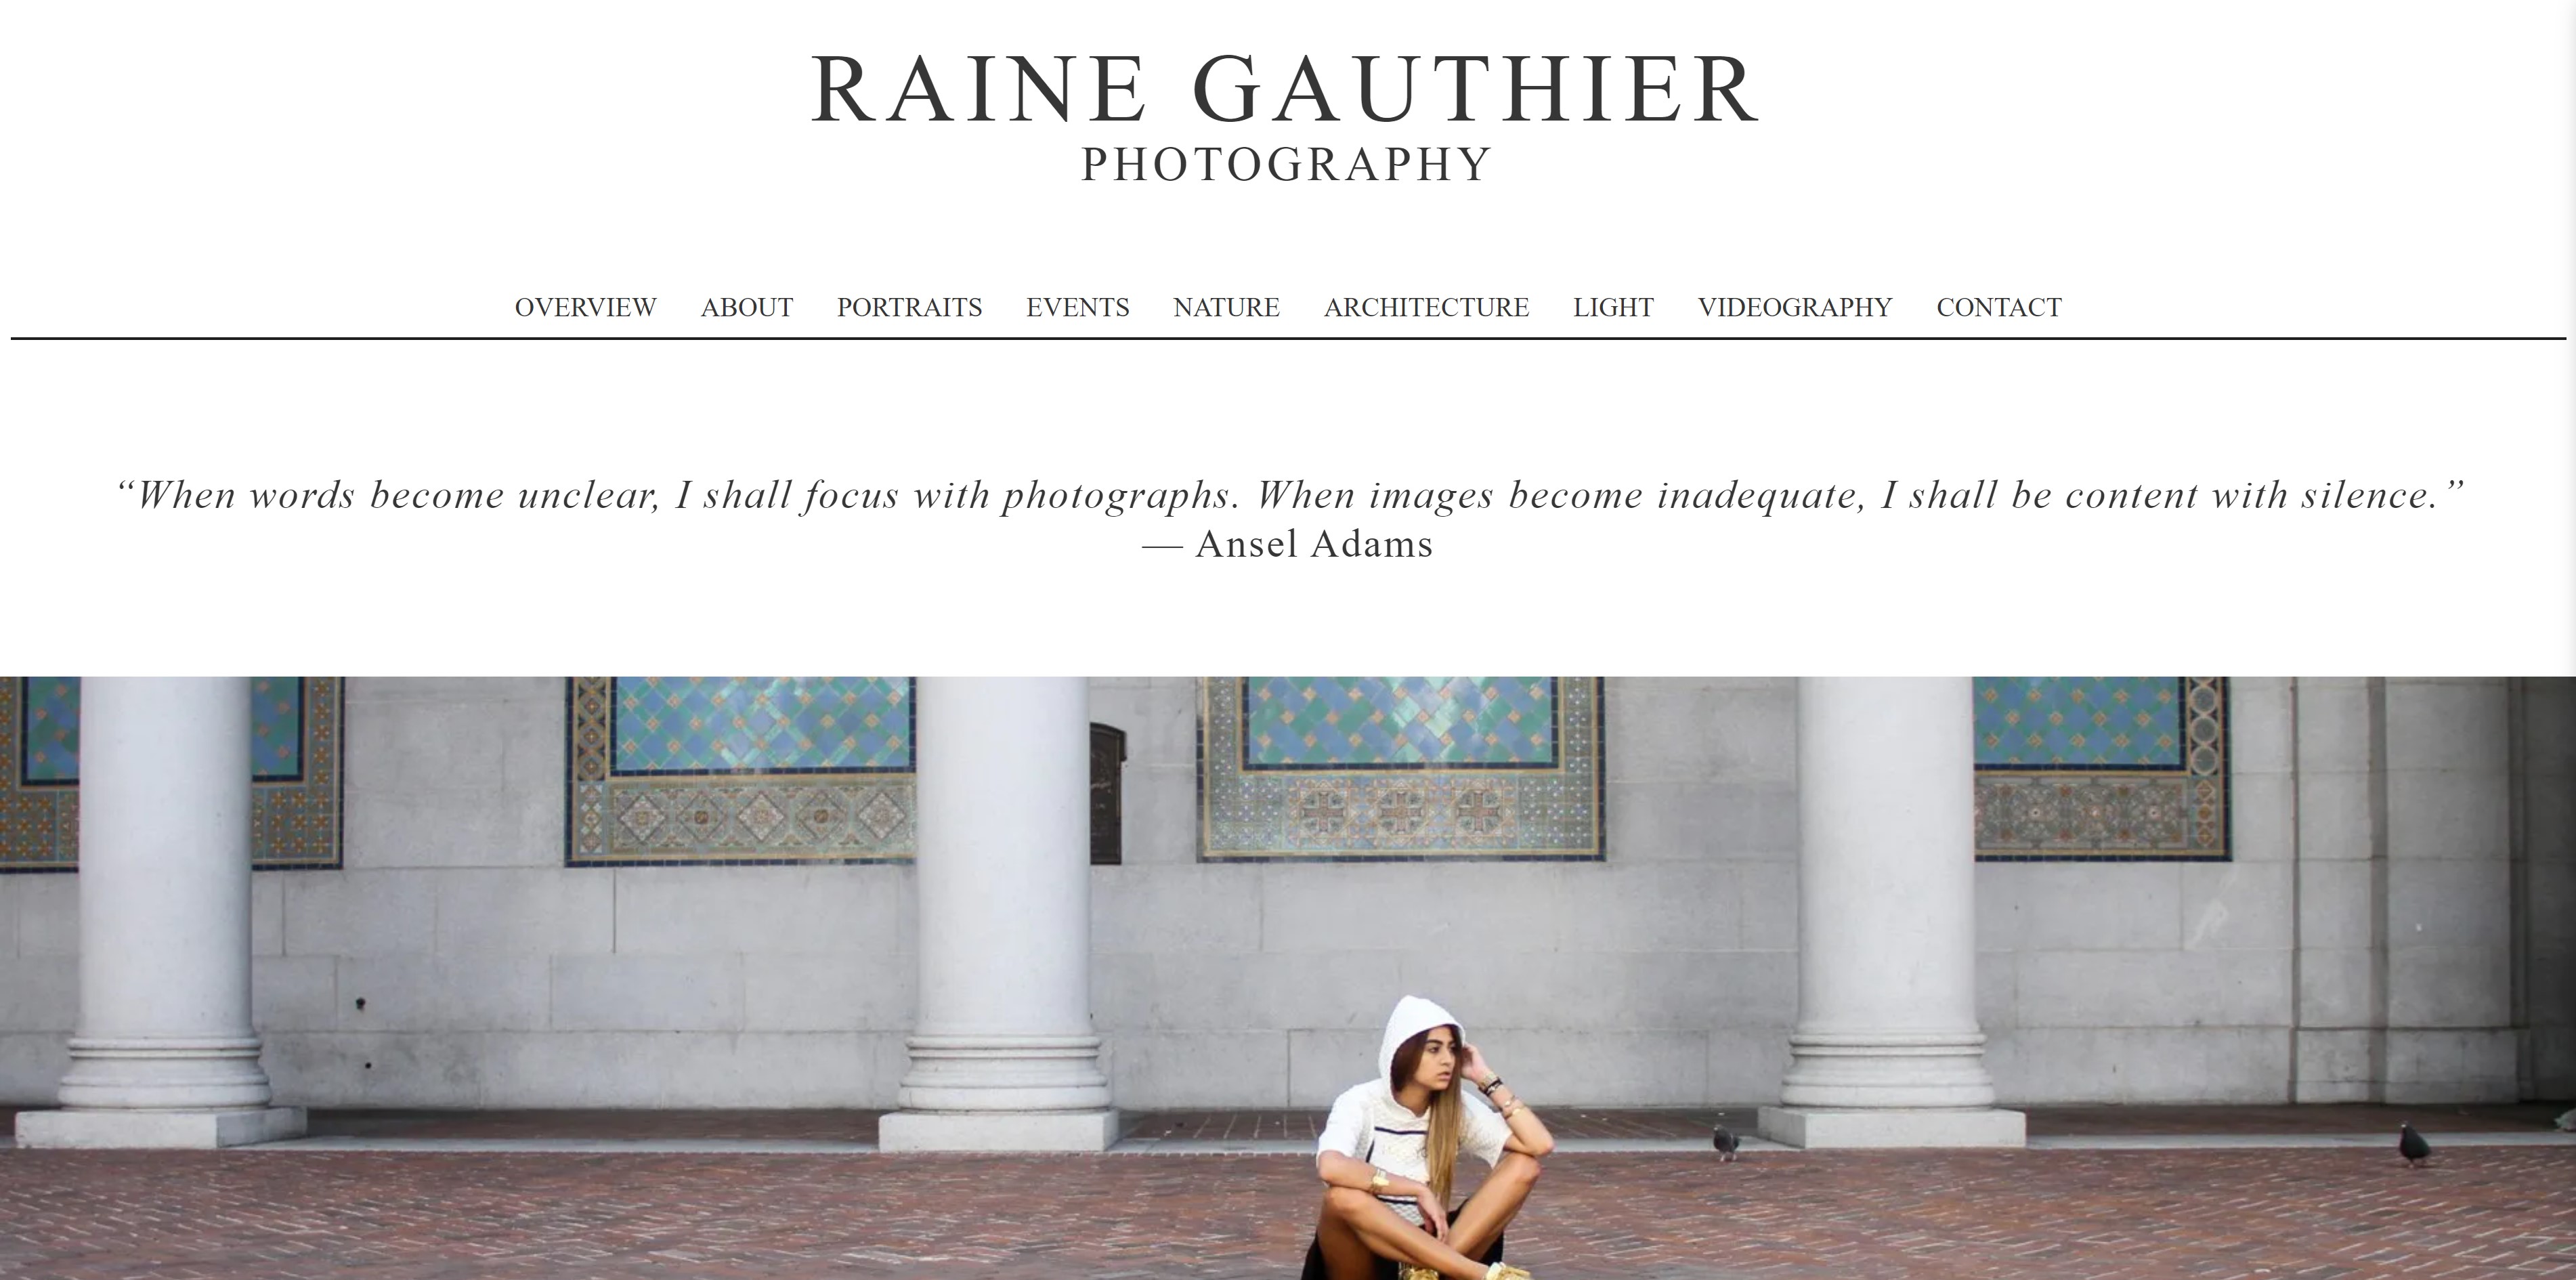 RAINE GAUTHIER
PHOTOGRAPHY
OVERVIEW ABOUT PORTRAITS EVENTS NATURE ARCHITECTURE LIGHT VIDEOGRAPHY CONTACT
“When words become unclear, I shall focus with photographs. When images become inadequate, I shall be content with silence.”
— Ansel Adams